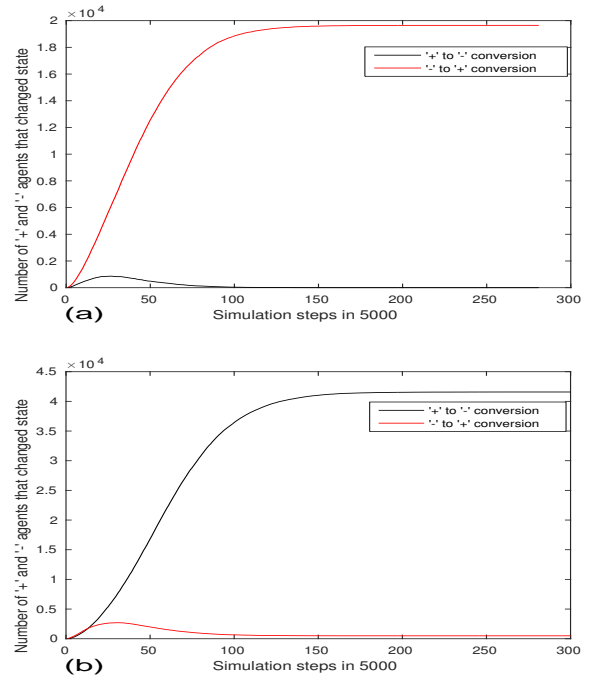 × 10 4
2
1.8
1.6
1.4
1.2
1
0.8
0.6
0.4
0.2
0
Number of '+' and '-' agents that changed state
'+' to '-' conversion
'-' to '+' conversion
0 50 100 150 200 250 300
Simulation steps in 5000
(a)
× 10 4
4.5
4
3.5
3
2.5
2
1.5
1
0.5
0
Number of '+' and '-' agents that changed state
'+' to '-' conversion
'-' to '+' conversion
0 50 100 150 200 250 300
Simulation steps in 5000
(b)